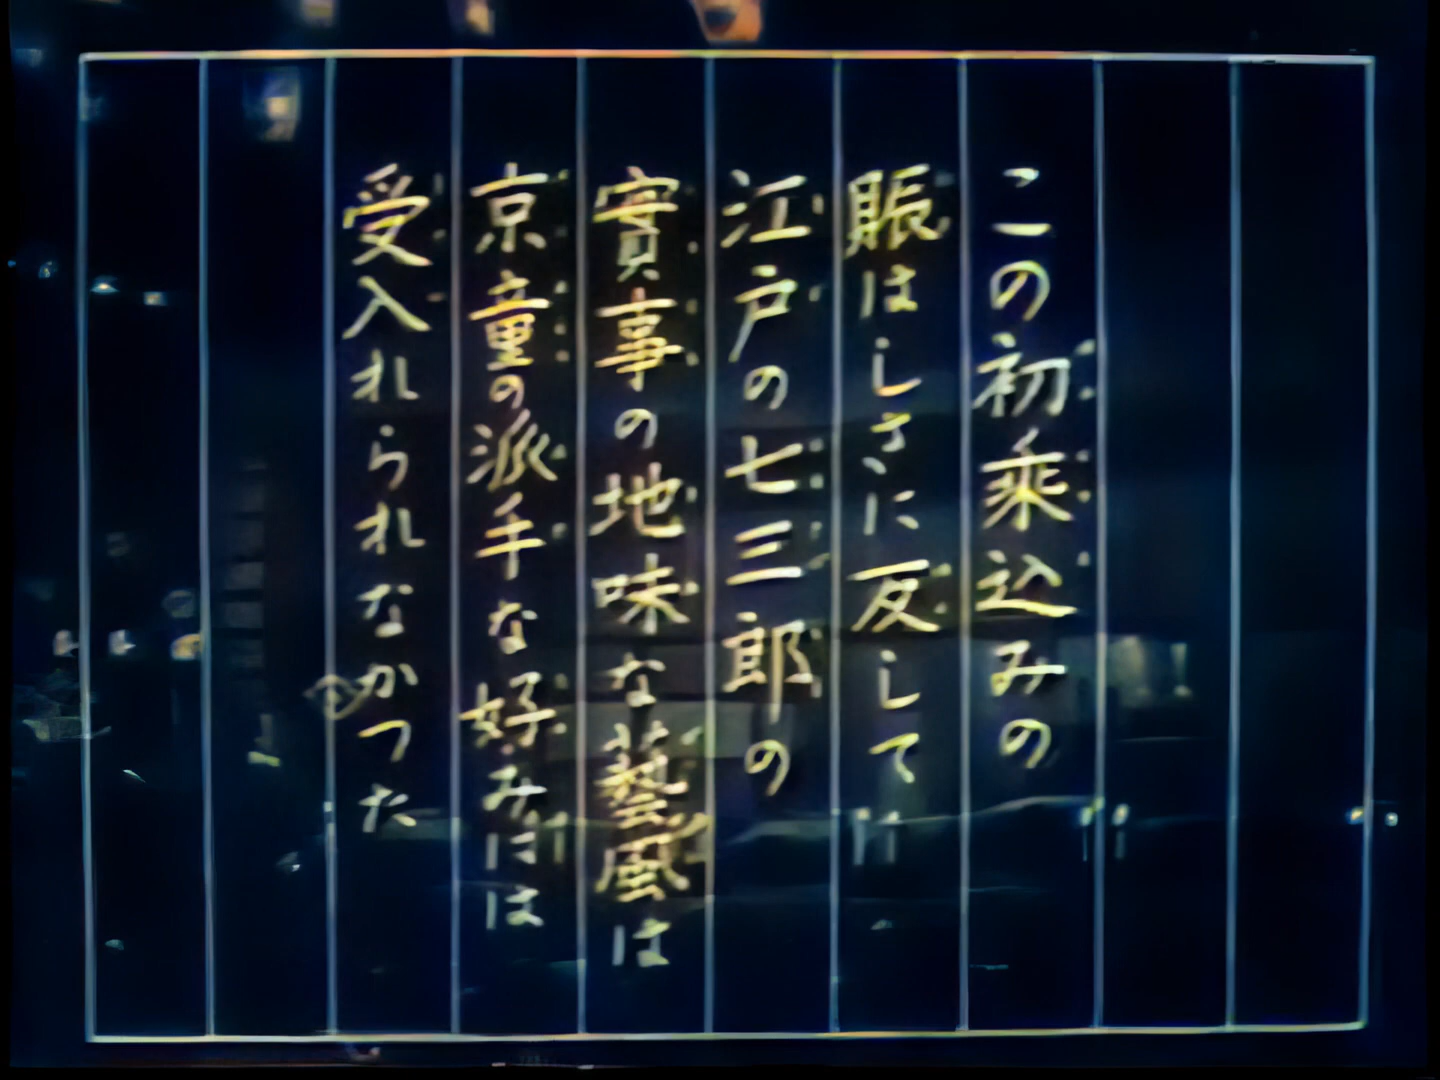 この初乗込みの
賑はしさに反して
江戸の七三郎の
實事の地味な藝風は
京童の派手な好みには
受入れられなかつた